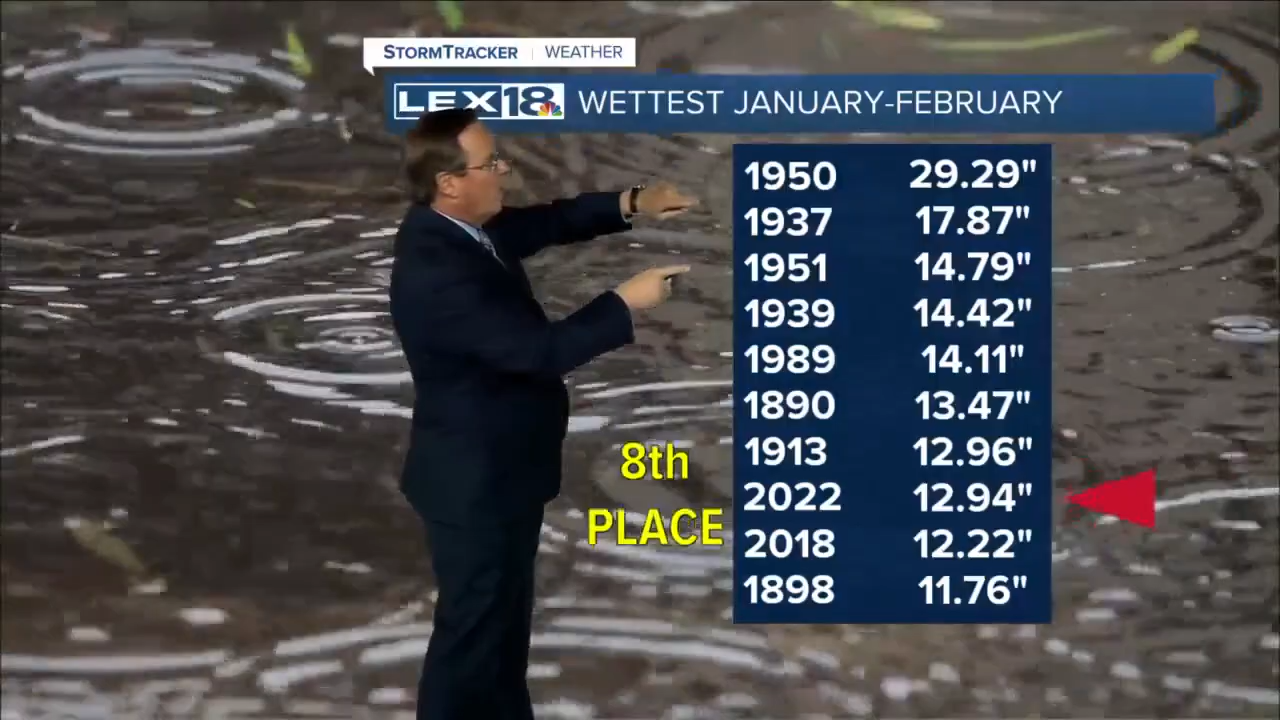 STORMTRACKER | WEATHER
LEX18 WETTEST JANUARY-FEBRUARY
1950 29.29"
1937 17.87"
1951 14.79"
1939 14.42"
1989 14.11"
1890 13.47"
1913 12.96"
8th
PLACE
2022 12.94"
2018 12.22"
1898 11.76"